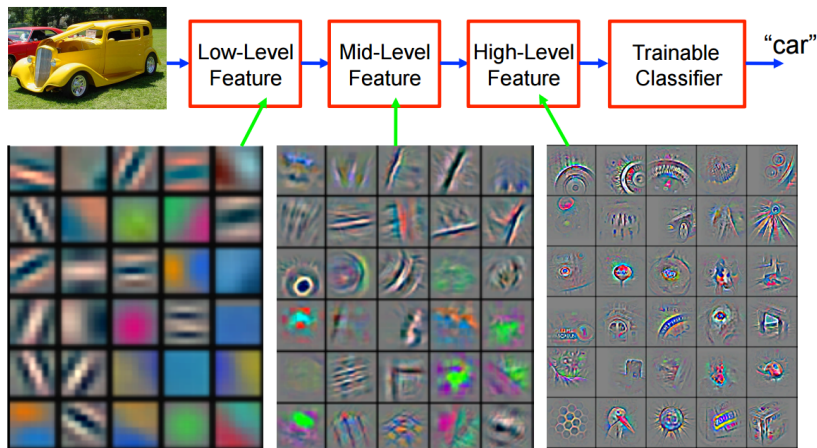 Low-Level
Feature
Mid-Level
Feature
High-Level
Feature
Trainable
Classifier
“car”